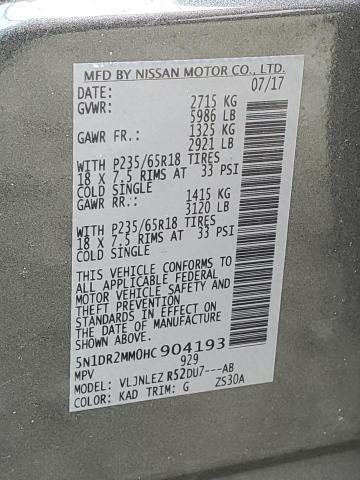 MFD BY NISSAN MOTOR CO., LTD.
DATE: 07/17
GVWR: 2715 KG
5986 LB
GAWR FR.: 1325 KG
2921 LB
WITH P235/65R18 TIRES
18 X 7.5 RIMS AT 33 PSI
COLD SINGLE
GAWR RR.: 1415 KG
3120 LB
WITH P235/65R18 TIRES
18 X 7.5 RIMS AT 33 PSI
COLD SINGLE
THIS VEHICLE CONFORMS TO
ALL APPLICABLE FEDERAL
MOTOR VEHICLE SAFETY AND
THEFT PREVENTION
STANDARDS IN EFFECT ON
THE DATE OF MANUFACTURE
SHOWN ABOVE.
5N1DR2MM0HC904193
MPV 929
MODEL: VLJNLEZ R52DU7---AB
COLOR: KAD TRIM: G ZS30A